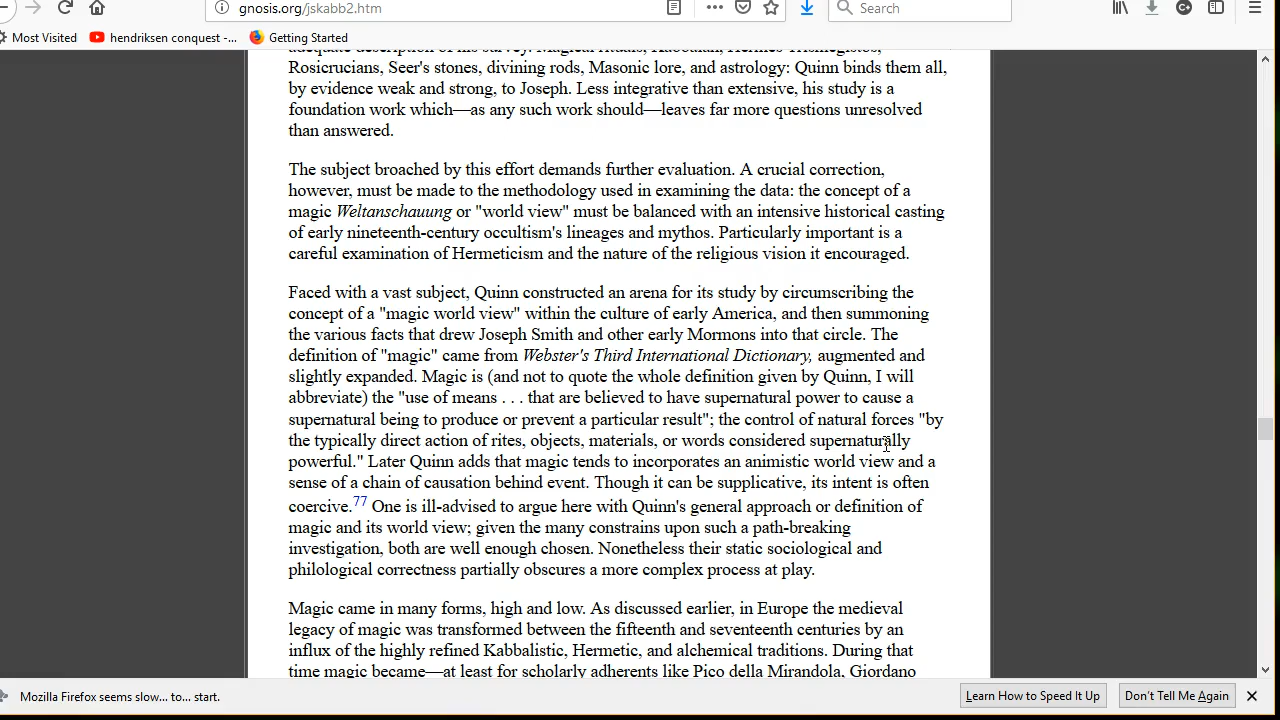 gnosis.org/jskabb2.htm
Search
Most Visited
hendriksen conquest -...
Getting Started
adequate description of his survey. Magical rituals, Kabbalah, Hermes Trismegistos,
Rosicrucians, Seer's stones, divining rods, Masonic lore, and astrology: Quinn binds them all,
by evidence weak and strong, to Joseph. Less integrative than extensive, his study is a
foundation work which—as any such work should—leaves far more questions unresolved
than answered.
The subject broached by this effort demands further evaluation. A crucial correction,
however, must be made to the methodology used in examining the data: the concept of a
magic Weltanschauung or "world view" must be balanced with an intensive historical casting
of early nineteenth-century occultism's lineages and mythos. Particularly important is a
careful examination of Hermeticism and the nature of the religious vision it encouraged.
Faced with a vast subject, Quinn constructed an arena for its study by circumscribing the
concept of a "magic world view" within the culture of early America, and then summoning
the various facts that drew Joseph Smith and other early Mormons into that circle. The
definition of "magic" came from Webster's Third International Dictionary, augmented and
slightly expanded. Magic is (and not to quote the whole definition given by Quinn, I will
abbreviate) the "use of means . . . that are believed to have supernatural power to cause a
supernatural being to produce or prevent a particular result"; the control of natural forces "by
the typically direct action of rites, objects, materials, or words considered supernaturally
powerful." Later Quinn adds that magic tends to incorporates an animistic world view and a
sense of a chain of causation behind event. Though it can be supplicative, its intent is often
coercive.77 One is ill-advised to argue here with Quinn's general approach or definition of
magic and its world view; given the many constrains upon such a path-breaking
investigation, both are well enough chosen. Nonetheless their static sociological and
philological correctness partially obscures a more complex process at play.
Magic came in many forms, high and low. As discussed earlier, in Europe the medieval
legacy of magic was transformed between the fifteenth and seventeenth centuries by an
influx of the highly refined Kabbalistic, Hermetic, and alchemical traditions. During that
time magic became—at least for scholarly adherents like Pico della Mirandola, Giordano
Mozilla Firefox seems slow... to... start.
Learn How to Speed It Up
Don't Tell Me Again